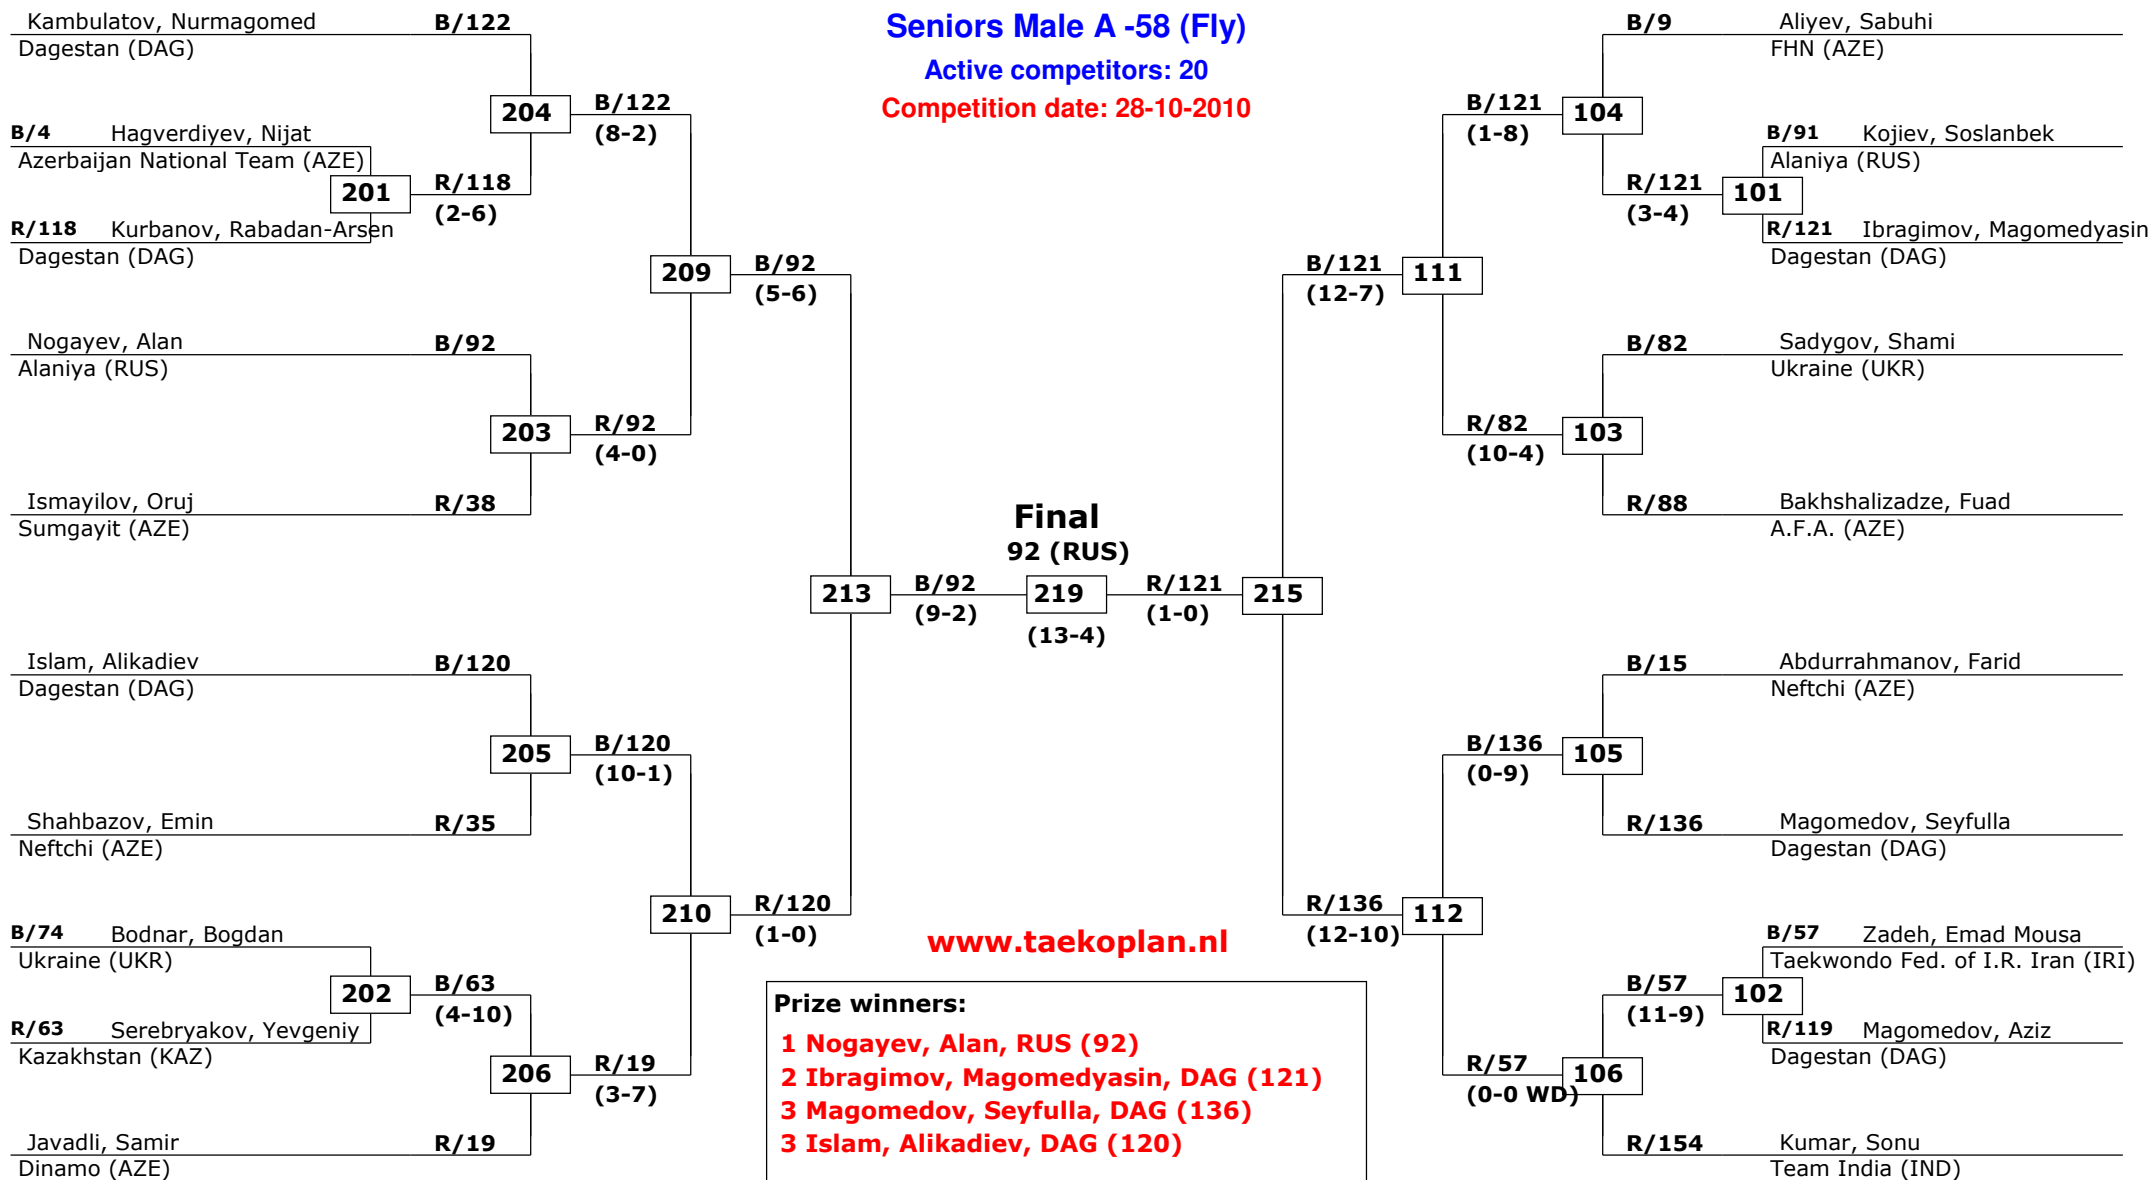 Seniors Male A -58 (Fly)
Active competitors: 20
Competition date: 28-10-2010
Kambulatov, Nurmagomed
B/122
Dagestan (DAG)
204
B/122
(8-2)
B/4 Hagverdiyev, Nijat
Azerbaijan National Team (AZE)
201
R/118
(2-6)
R/118 Kurbanov, Rabadan-Arsen
Dagestan (DAG)
209
B/92
(5-6)
Nogayev, Alan
B/92
Alaniya (RUS)
203
R/92
(4-0)
Ismayilov, Oruj
R/38
Sumgayit (AZE)
213
B/92
(9-2)
Islam, Alikadiev
B/120
Dagestan (DAG)
205
B/120
(10-1)
Shahbazov, Emin
R/35
Neftchi (AZE)
210
R/120
(1-0)
B/74 Bodnar, Bogdan
Ukraine (UKR)
202
B/63
(4-10)
R/63 Serebryakov, Yevgeniy
Kazakhstan (KAZ)
206
R/19
(3-7)
Javadli, Samir
R/19
Dinamo (AZE)
Final
92 (RUS)
219
(13-4)
B/9 Aliyev, Sabuhi
FHN (AZE)
B/121
(1-8)
104
B/91 Kojiev, Soslanbek
Alaniya (RUS)
R/121
(3-4)
101
R/121 Ibragimov, Magomedyasin
Dagestan (DAG)
B/121
(12-7)
111
B/82 Sadygov, Shami
Ukraine (UKR)
R/82
(10-4)
103
R/88 Bakhshalizadze, Fuad
A.F.A. (AZE)
R/121
(1-0)
215
B/15 Abdurrahmanov, Farid
Neftchi (AZE)
B/136
(0-9)
105
R/136 Magomedov, Seyfulla
Dagestan (DAG)
R/136
(12-10)
112
B/57 Zadeh, Emad Mousa
Taekwondo Fed. of I.R. Iran (IRI)
B/57
(11-9)
102
R/119 Magomedov, Aziz
Dagestan (DAG)
R/57
(0-0 WD)
106
R/154 Kumar, Sonu
Team India (IND)
www.taekoplan.nl
Prize winners:
1 Nogayev, Alan, RUS (92)
2 Ibragimov, Magomedyasin, DAG (121)
3 Magomedov, Seyfulla, DAG (136)
3 Islam, Alikadiev, DAG (120)